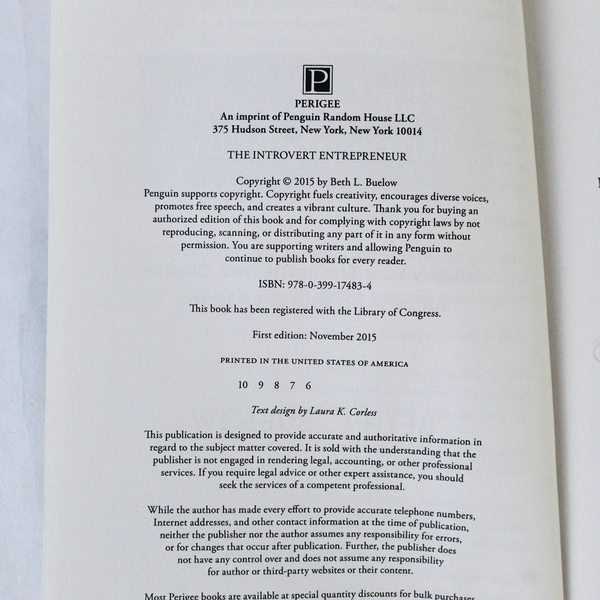 P
PERIGEE
An imprint of Penguin Random House LLC
375 Hudson Street, New York, New York 10014
THE INTROVERT ENTREPRENEUR
Copyright © 2015 by Beth L. Buelow
Penguin supports copyright. Copyright fuels creativity, encourages diverse voices,
promotes free speech, and creates a vibrant culture. Thank you for buying an
authorized edition of this book and for complying with copyright laws by not
reproducing, scanning, or distributing any part of it in any form without
permission. You are supporting writers and allowing Penguin to
continue to publish books for every reader.
ISBN: 978-0-399-17483-4
This book has been registered with the Library of Congress.
First edition: November 2015
PRINTED IN THE UNITED STATES OF AMERICA
10 9 8 7 6
Text design by Laura K. Corless
This publication is designed to provide accurate and authoritative information in
regard to the subject matter covered. It is sold with the understanding that the
publisher is not engaged in rendering legal, accounting, or other professional
services. If you require legal advice or other expert assistance, you should
seek the services of a competent professional.
While the author has made every effort to provide accurate telephone numbers,
Internet addresses, and other contact information at the time of publication,
neither the publisher nor the author assumes any responsibility for errors,
or for changes that occur after publication. Further, the publisher does
not have any control over and does not assume any responsibility
for author or third-party websites or their content.
Most Perigee books are available at special quantity discounts for bulk purchases